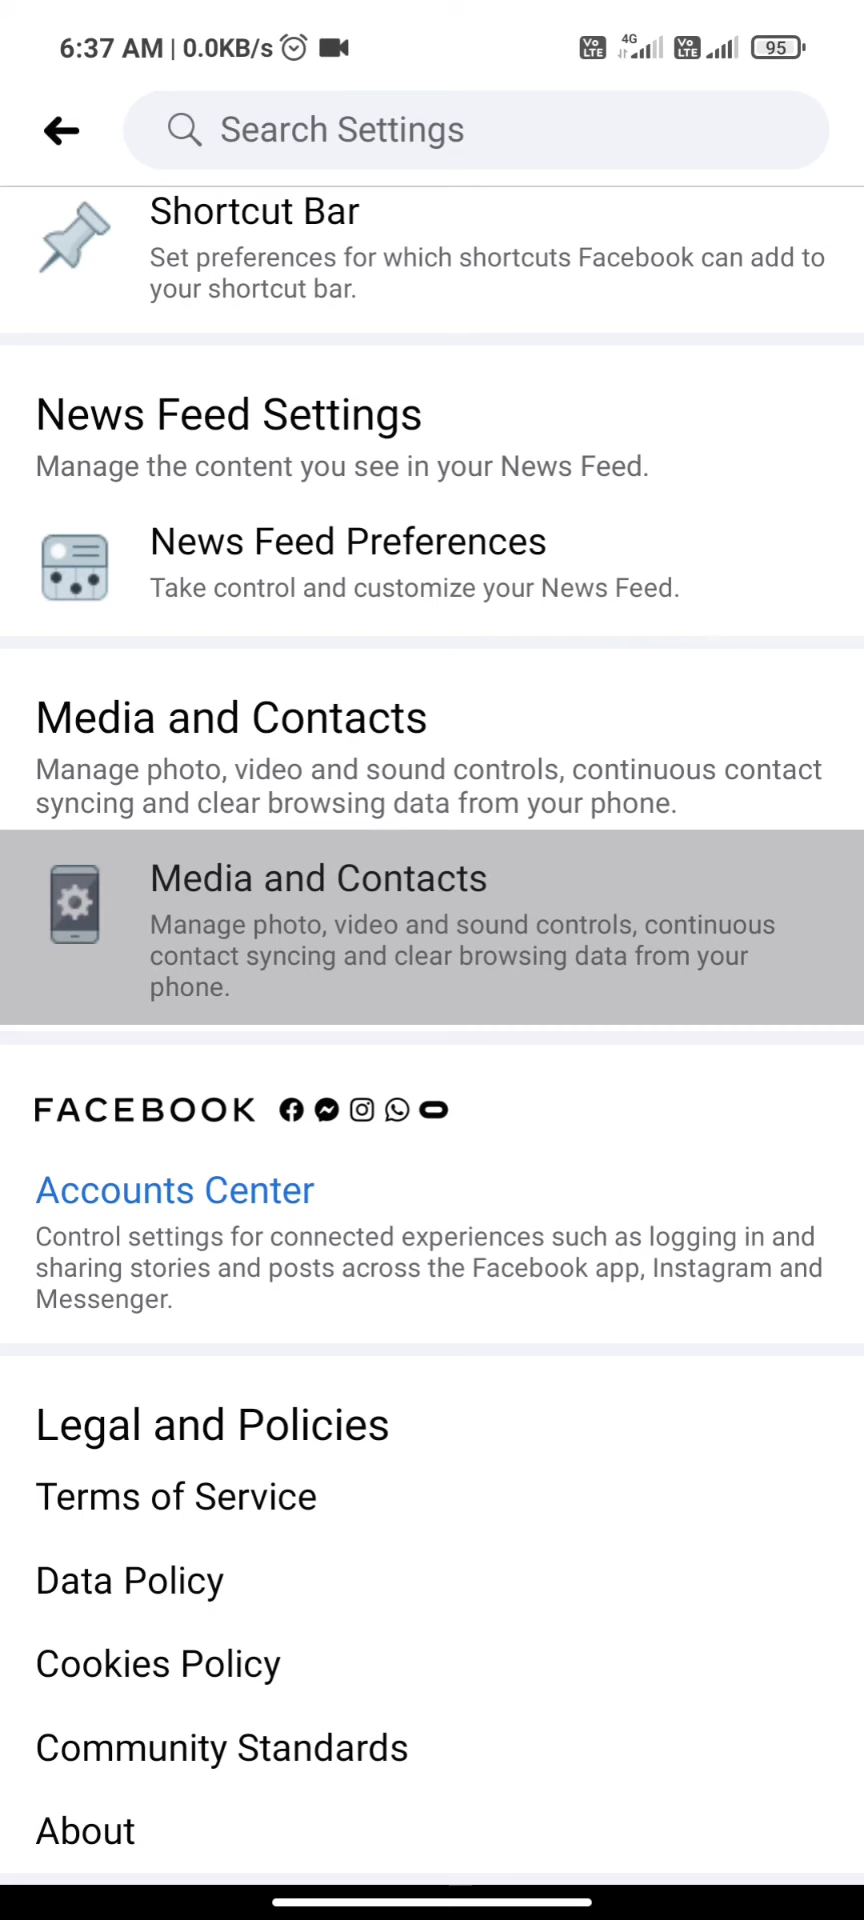 6:37 AM | 0.0KB/s
Vo LTE 4G Vo LTE 95
Search Settings
Shortcut Bar
Set preferences for which shortcuts Facebook can add to
your shortcut bar.
News Feed Settings
Manage the content you see in your News Feed.
News Feed Preferences
Take control and customize your News Feed.
Media and Contacts
Manage photo, video and sound controls, continuous contact
syncing and clear browsing data from your phone.
Media and Contacts
Manage photo, video and sound controls, continuous
contact syncing and clear browsing data from your
phone.
FACEBOOK
Accounts Center
Control settings for connected experiences such as logging in and
sharing stories and posts across the Facebook app, Instagram and
Messenger.
Legal and Policies
Terms of Service
Data Policy
Cookies Policy
Community Standards
About